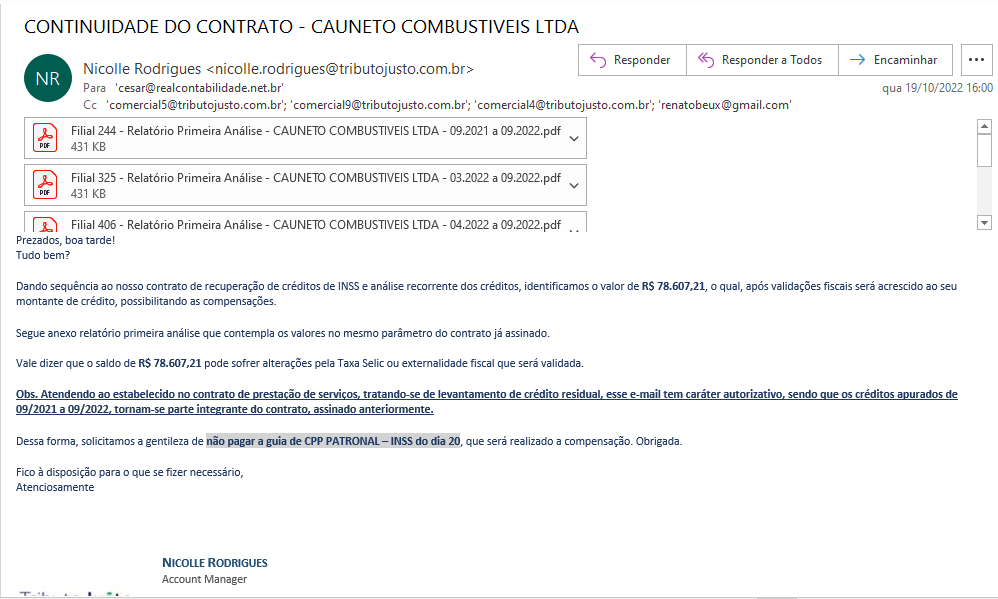 CONTINUIDADE DO CONTRATO - CAUNETO COMBUSTIVEIS LTDA
NR
Nicolle Rodrigues <nicolle.rodrigues@tributojusto.com.br>
Para 'cesar@realcontabilidade.net.br'
Cc 'comercial5@tributojusto.com.br'; 'comercial9@tributojusto.com.br'; 'comercial4@tributojusto.com.br'; 'renatobeux@gmail.com'
Responder
Responder a Todos
Encaminhar
qua 19/10/2022 16:00
PDF
Filial 244 - Relatório Primeira Análise - CAUNETO COMBUSTIVEIS LTDA - 09.2021 a 09.2022.pdf
431 KB
PDF
Filial 325 - Relatório Primeira Análise - CAUNETO COMBUSTIVEIS LTDA - 03.2022 a 09.2022.pdf
431 KB
Filial 406 - Relatório Primeira Análise - CAUNETO COMBUSTIVEIS LTDA - 04.2022 a 09.2022.pdf
Prezados, boa tarde!
Tudo bem?
Dando sequência ao nosso contrato de recuperação de créditos de INSS e análise recorrente dos créditos, identificamos o valor de R$ 78.607,21, o qual, após validações fiscais será acrescido ao seu
montante de crédito, possibilitando as compensações.
Segue anexo relatório primeira análise que contempla os valores no mesmo parâmetro do contrato já assinado.
Vale dizer que o saldo de R$ 78.607,21 pode sofrer alterações pela Taxa Selic ou externalidade fiscal que será validada.
Obs. Atendendo ao estabelecido no contrato de prestação de serviços, tratando-se de levantamento de crédito residual, esse e-mail tem caráter autorizativo, sendo que os créditos apurados de
09/2021 a 09/2022, tornam-se parte integrante do contrato, assinado anteriormente.
Dessa forma, solicitamos a gentileza de não pagar a guia de CPP PATRONAL – INSS do dia 20, que será realizado a compensação. Obrigada.
Fico à disposição para o que se fizer necessário,
Atenciosamente
NICOLLE RODRIGUES
Account Manager